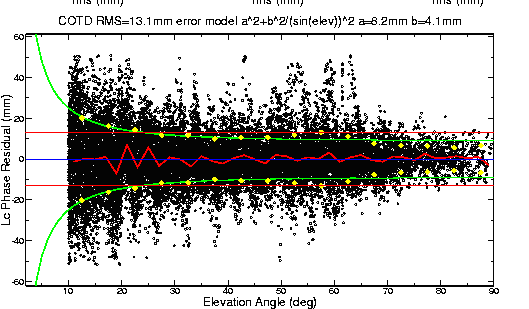 rms (mm) rms (mm) rms (mm)
COTD RMS=13.1mm error model a^2+b^2/(sin(elev))^2 a=8.2mm b=4.1mm
Lc Phase Residual (mm)
60
40
20
0
-20
-40
-60
10 20 30 40 50 60 70 80 90
Elevation Angle (deg)